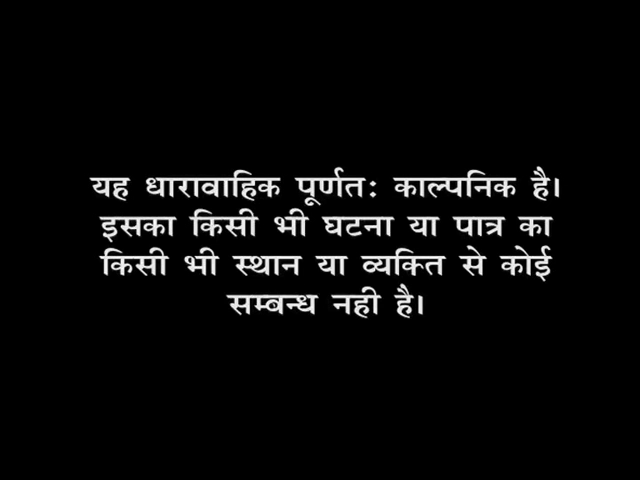 यह धारावाहिक पूर्णतः काल्पनिक है।
इसका किसी भी घटना या पात्र का
किसी भी स्थान या व्यक्ति से कोई
सम्बन्ध नही है।